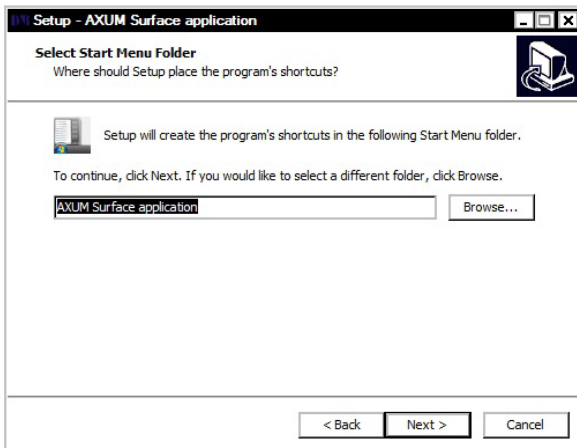 Setup - AXUM Surface application
Select Start Menu Folder
Where should Setup place the program's shortcuts?
Setup will create the program's shortcuts in the following Start Menu folder.
To continue, click Next. If you would like to select a different folder, click Browse.
AXUM Surface application
Browse...
< Back
Next >
Cancel